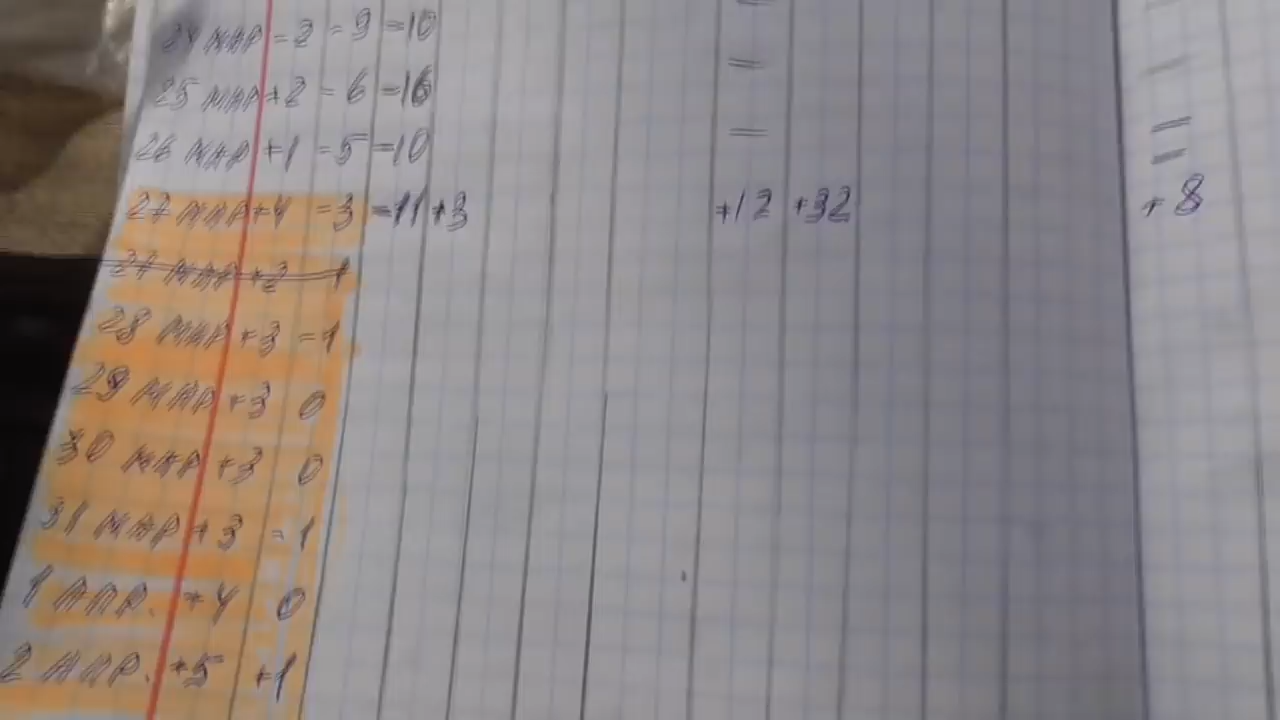 24 МАР -2 -9 =10
25 МАР +2 -6 =16
26 МАР +1 -5 =10
27 МАР +4 -3 =11 +3 +12 +32 +8
27 МАР +2 1
28 МАР +3 -1
29 МАР +3 0
30 МАР +3 0
31 МАР +3 -1
1 АПР. +4 0
2 АПР. +5 +1